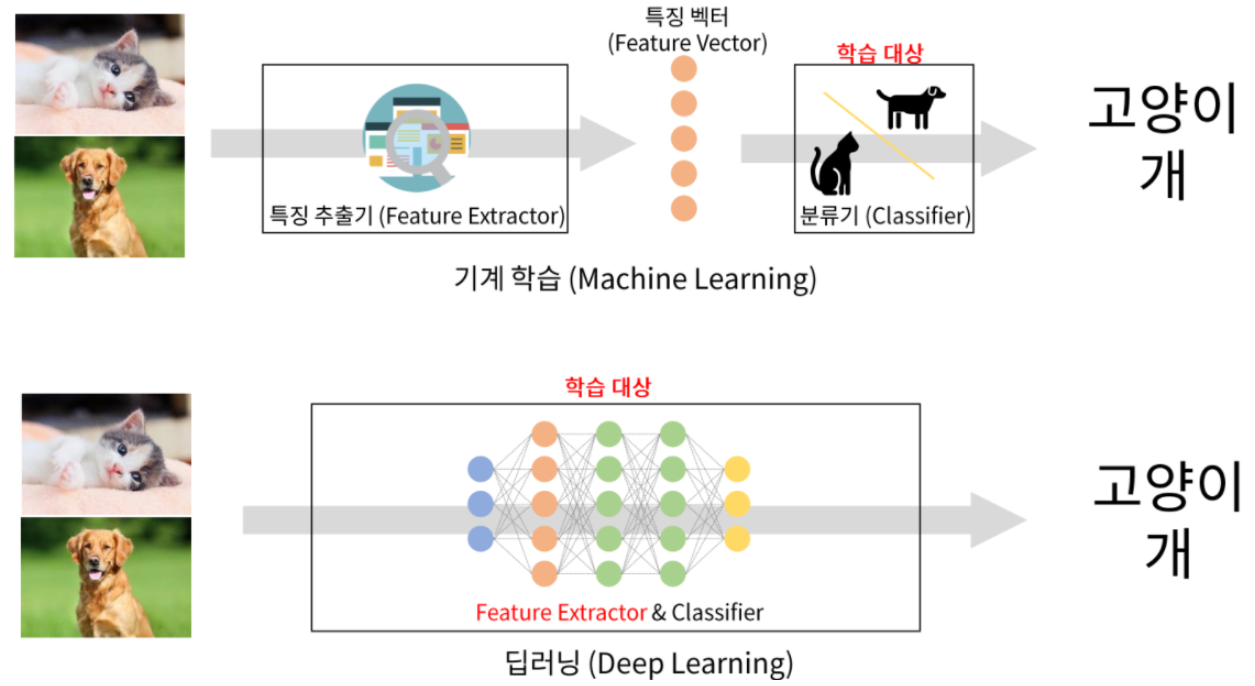 특징 벡터
(Feature Vector)
학습 대상
특징 추출기 (Feature Extractor)
분류기 (Classifier)
고양이
개
기계 학습 (Machine Learning)
학습 대상
Feature Extractor & Classifier
고양이
개
딥러닝 (Deep Learning)